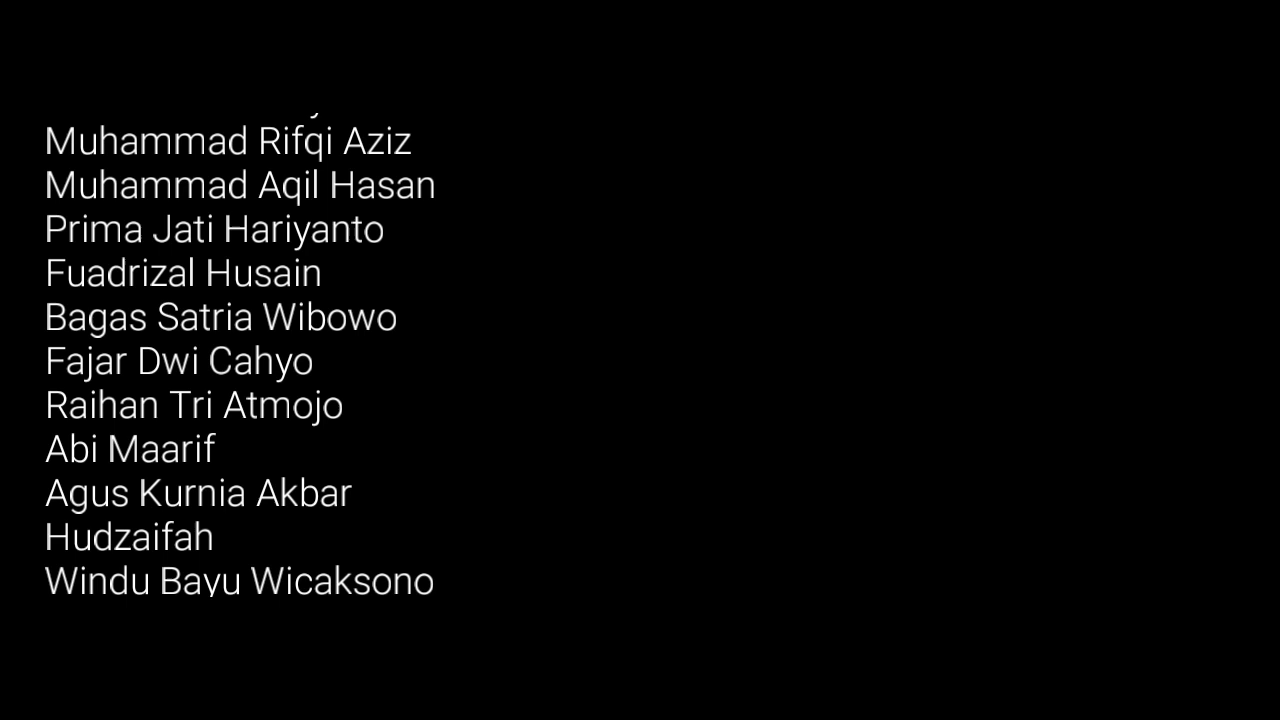 Muhammad Rifqi Aziz
Muhammad Aqil Hasan
Prima Jati Hariyanto
Fuadrizal Husain
Bagas Satria Wibowo
Fajar Dwi Cahyo
Raihan Tri Atmojo
Abi Maarif
Agus Kurnia Akbar
Hudzaifah
Windu Bayu Wicaksono